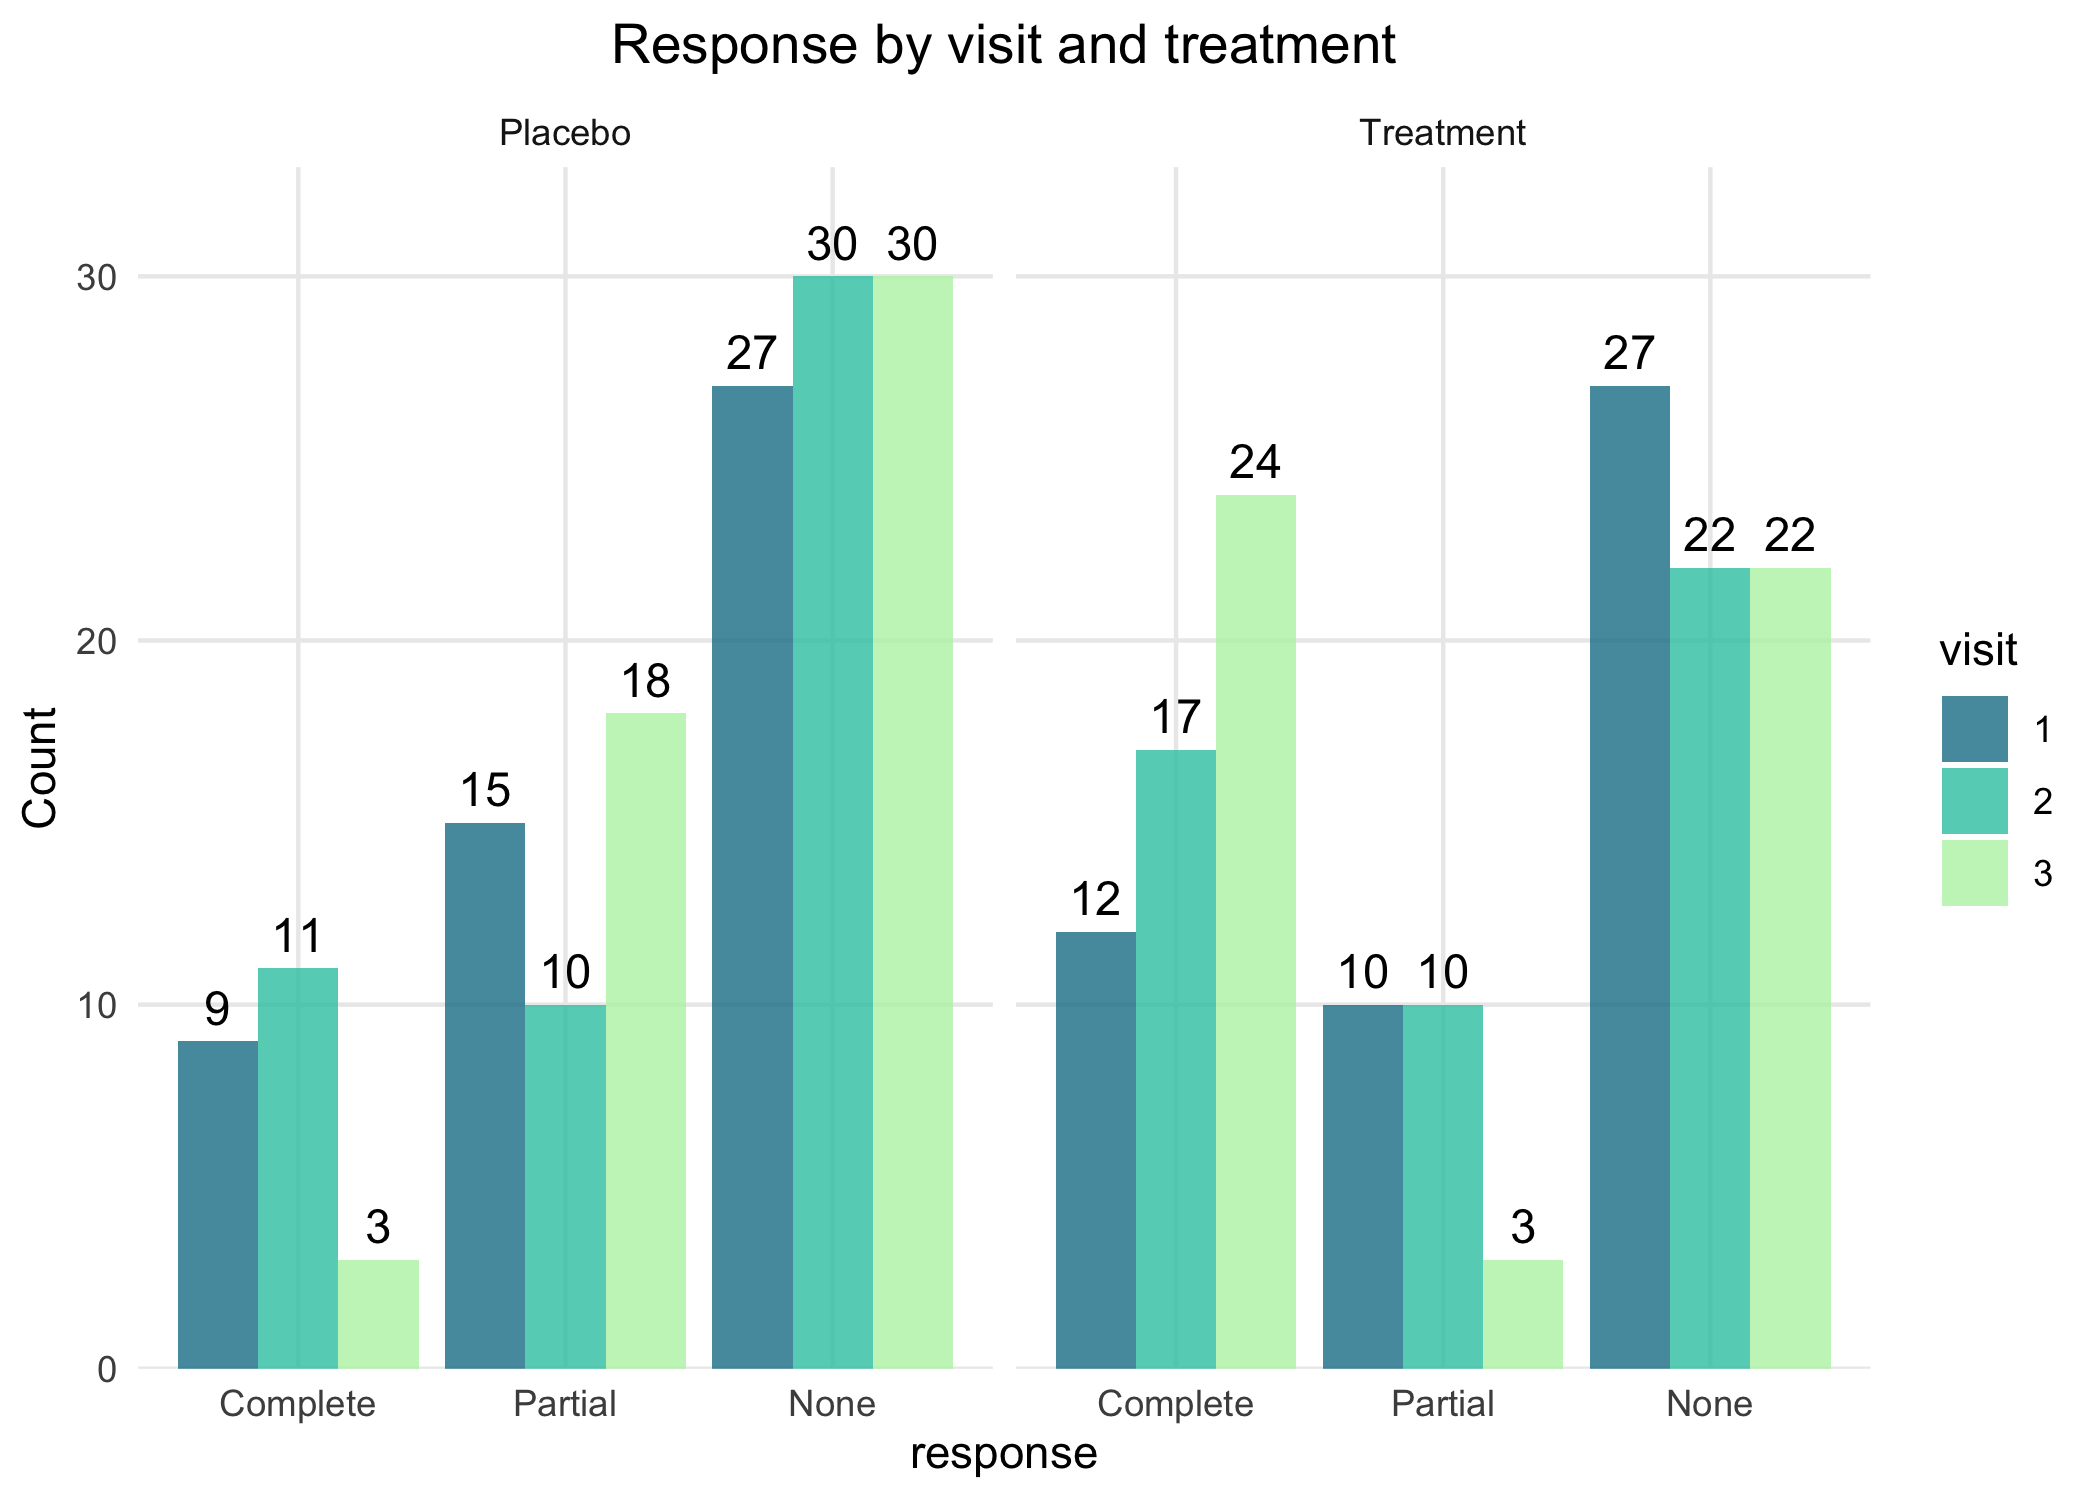 Response by visit and treatment
Placebo
Treatment
30 30
30
27
27
24
22 22
20
18
17
15
12
11
10
10 10
10
9
3
3
0
Count
Complete Partial None
Complete Partial None
response
visit
1
2
3